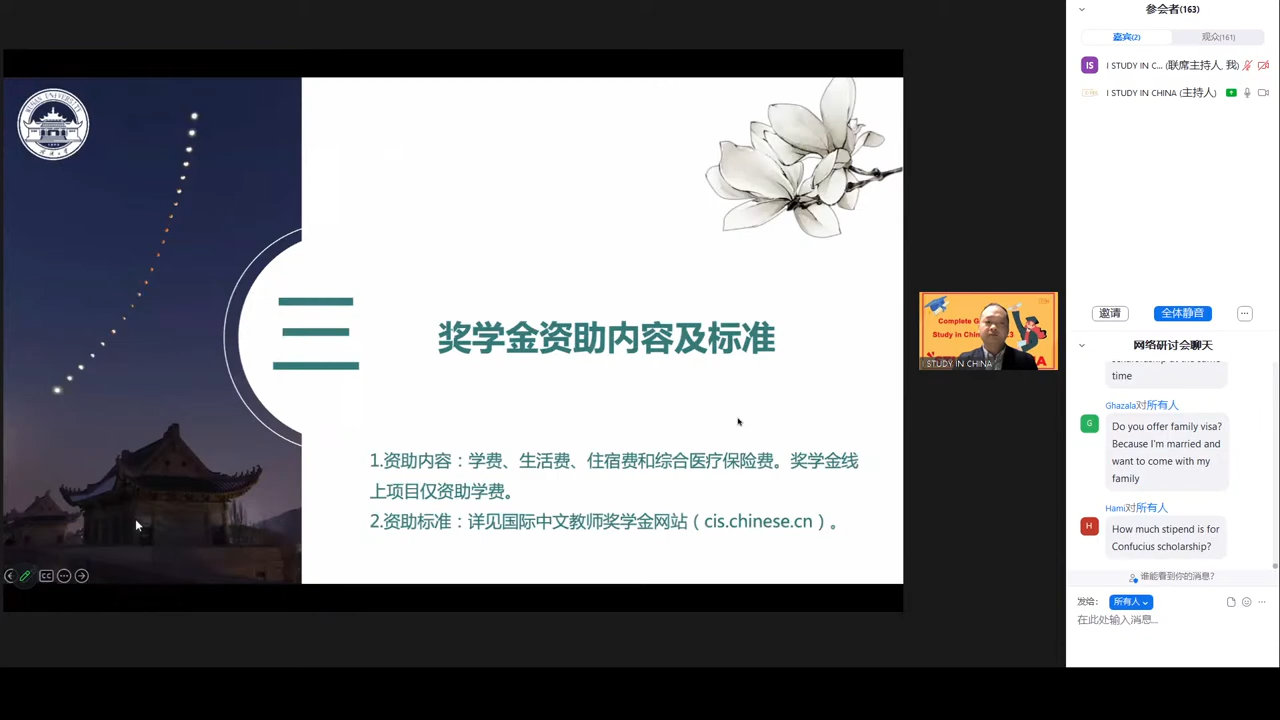 三
奖学金资助内容及标准
1.资助内容：学费、生活费、住宿费和综合医疗保险费。奖学金线
上项目仅资助学费。
2.资助标准：详见国际中文教师奖学金网站（cis.chinese.cn）。
CC
Complete G
Study in Chin
I STUDY IN CHINA
参会者(163)
嘉宾(2)
观众(161)
IS
I STUDY IN C... (联席主持人, 我)
I STUDY IN CHINA (主持人)
邀请
全体静音
网络研讨会聊天
time
Ghazala对所有人
G
Do you offer family visa?
Because I'm married and
want to come with my
family
Hami对所有人
H
How much stipend is for
Confucius scholarship?
谁能看到你的消息?
发给:
所有人
在此处输入消息...